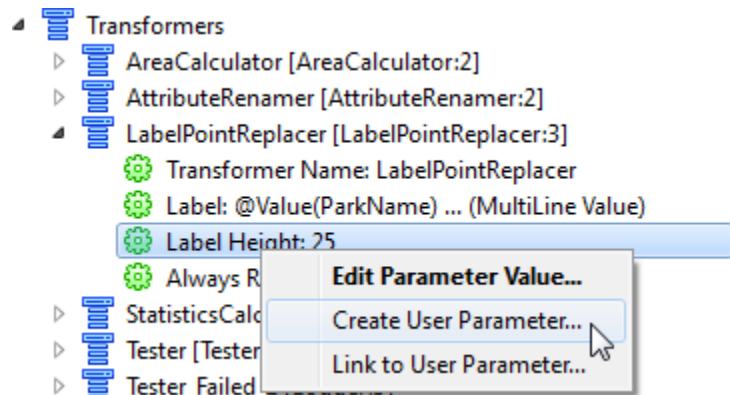 Transformers
AreaCalculator [AreaCalculator:2]
AttributeRenamer [AttributeRenamer:2]
LabelPointReplacer [LabelPointReplacer:3]
Transformer Name: LabelPointReplacer
Label: @Value(ParkName) ... (MultiLine Value)
Label Height: 25
Always R
Edit Parameter Value...
StatisticsCalc
Create User Parameter...
Tester [Tester
Link to User Parameter...
Tester_Failed